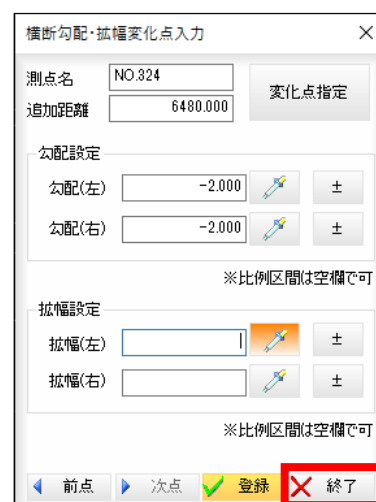 横断勾配・拡幅変化点入力
測点名 NO.324
変化点指定
追加距離 6480.000
勾配設定
勾配(左) -2.000 ±
勾配(右) -2.000 ±
※比例区間は空欄で可
拡幅設定
拡幅(左) ±
拡幅(右) ±
※比例区間は空欄で可
前点 次点 登録 終了